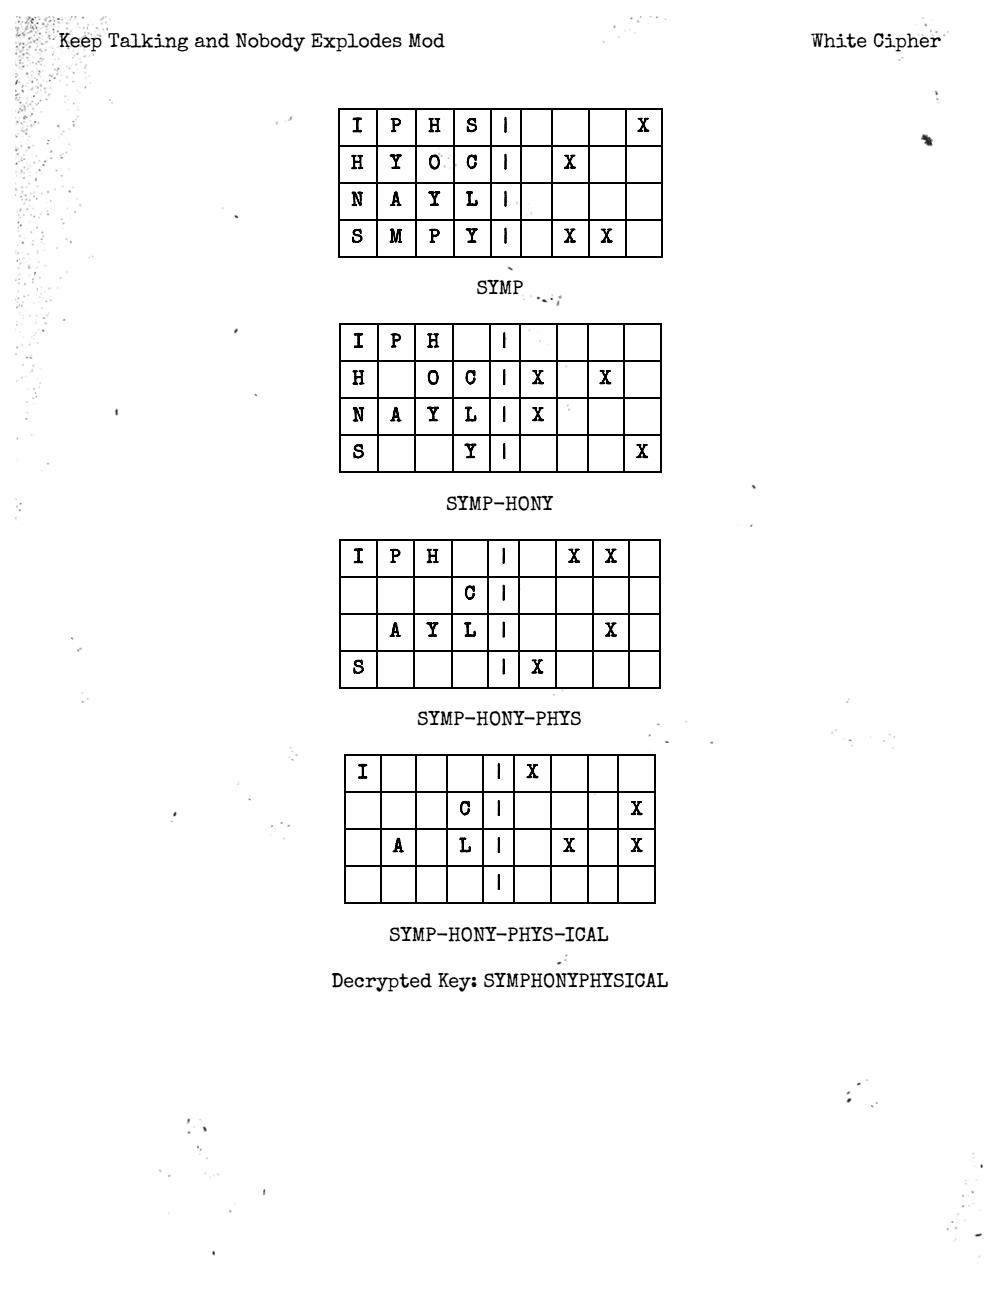 Keep Talking and Nobody Explodes Mod White Cipher
I P H S | X
H Y O C | X
N A Y L |
S M P Y | X X
SYMP
I P H |
H O C | X X
N A Y L | X
S Y | X
SYMP-HONY
I P H | X X
C |
A Y L | X
S | X
SYMP-HONY-PHYS
I | X
C | X
A L | X X
|
SYMP-HONY-PHYS-ICAL
Decrypted Key: SYMPHONYPHYSICAL